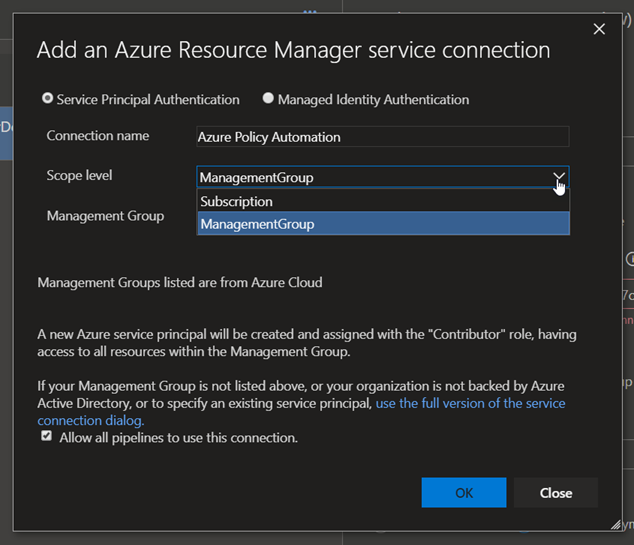 Add an Azure Resource Manager service connection
Service Principal Authentication
Managed Identity Authentication
Connection name
Azure Policy Automation
Scope level
ManagementGroup
Subscription
Management Group
ManagementGroup
Management Groups listed are from Azure Cloud
A new Azure service principal will be created and assigned with the "Contributor" role, having
access to all resources within the Management Group.
If your Management Group is not listed above, or your organization is not backed by Azure
Active Directory, or to specify an existing service principal, use the full version of the service
connection dialog.
Allow all pipelines to use this connection.
OK
Close